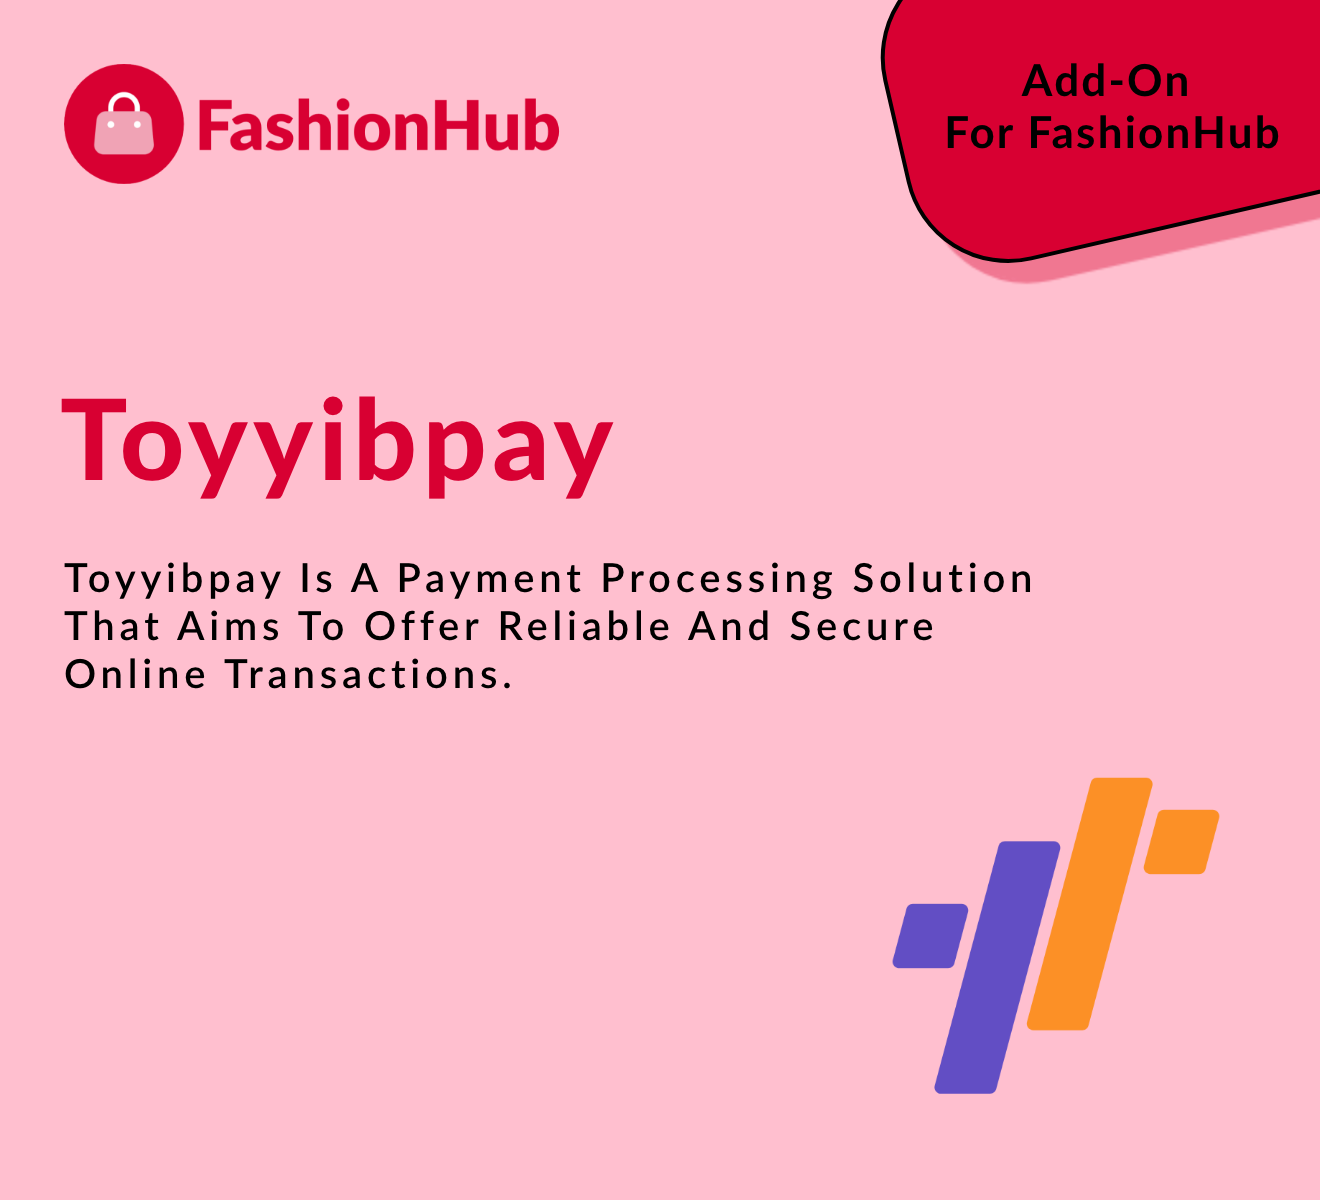 FashionHub
Add-On
For FashionHub
Toyyibpay
Toyyibpay Is A Payment Processing Solution
That Aims To Offer Reliable And Secure
Online Transactions.